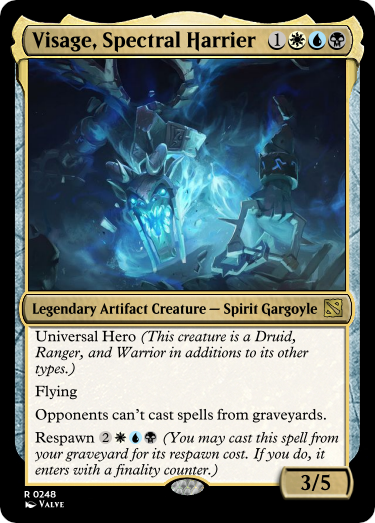 Visage, Spectral Harrier 1
Legendary Artifact Creature — Spirit Gargoyle
Universal Hero (This creature is a Druid,
Ranger, and Warrior in additions to its other
types.)
Flying
Opponents can't cast spells from graveyards.
Respawn 2 (You may cast this spell from
your graveyard for its respawn cost. If you do, it
enters with a finality counter.)
3/5
R 0248
Valve